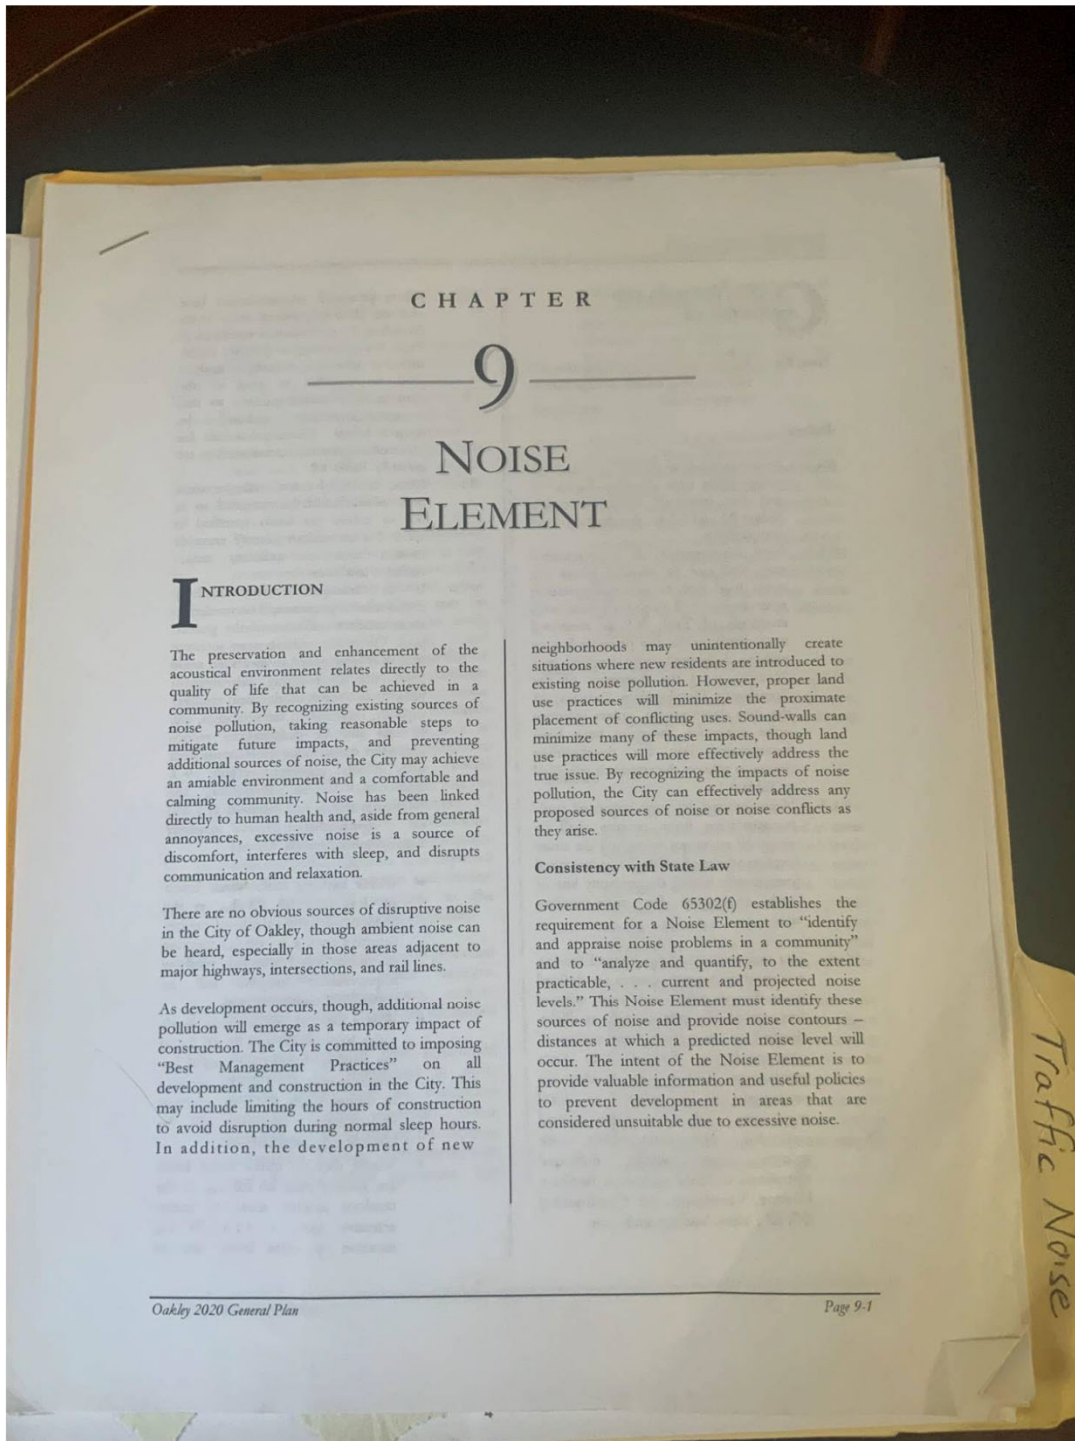 CHAPTER
9
NOISE
ELEMENT
INTRODUCTION
The preservation and enhancement of the
acoustical environment relates directly to the
quality of life that can be achieved in a
community. By recognizing existing sources of
noise pollution, taking reasonable steps to
mitigate future impacts, and preventing
additional sources of noise, the City may achieve
an amiable environment and a comfortable and
calming community. Noise has been linked
directly to human health and, aside from general
annoyances, excessive noise is a source of
discomfort, interferes with sleep, and disrupts
communication and relaxation.
There are no obvious sources of disruptive noise
in the City of Oakley, though ambient noise can
be heard, especially in those areas adjacent to
major highways, intersections, and rail lines.
As development occurs, though, additional noise
pollution will emerge as a temporary impact of
construction. The City is committed to imposing
“Best Management Practices” on all
development and construction in the City. This
may include limiting the hours of construction
to avoid disruption during normal sleep hours.
In addition, the development of new
neighborhoods may unintentionally create
situations where new residents are introduced to
existing noise pollution. However, proper land
use practices will minimize the proximate
placement of conflicting uses. Sound-walls can
minimize many of these impacts, though land
use practices will more effectively address the
true issue. By recognizing the impacts of noise
pollution, the City can effectively address any
proposed sources of noise or noise conflicts as
they arise.
Consistency with State Law
Government Code 65302(f) establishes the
requirement for a Noise Element to “identify
and appraise noise problems in a community”
and to “analyze and quantify, to the extent
practicable, . . . current and projected noise
levels.” This Noise Element must identify these
sources of noise and provide noise contours –
distances at which a predicted noise level will
occur. The intent of the Noise Element is to
provide valuable information and useful policies
to prevent development in areas that are
considered unsuitable due to excessive noise.
Oakley 2020 General Plan
Page 9-1
Traffic Noise